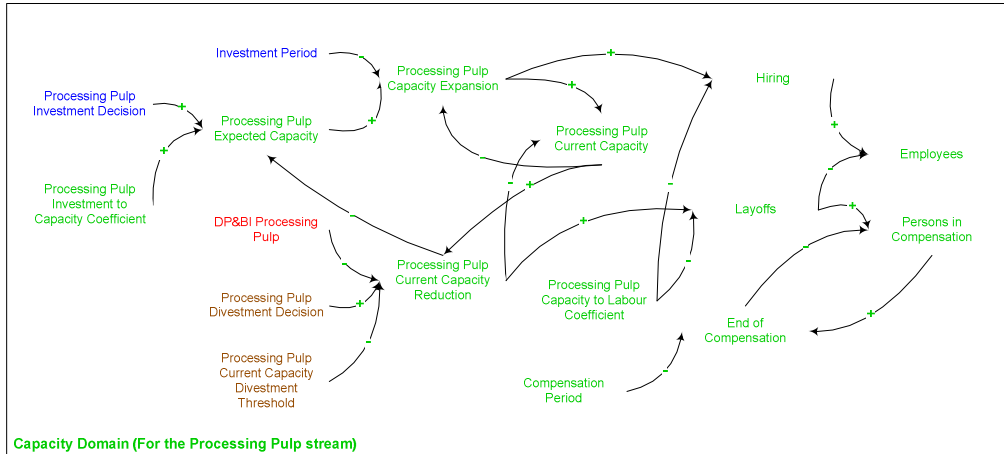 Investment Period
Processing Pulp
Capacity Expansion
Hiring
Processing Pulp
Investment Decision
Processing Pulp
Expected Capacity
Processing Pulp
Current Capacity
Employees
Processing Pulp
Investment to
Capacity Coefficient
DP&BI Processing
Pulp
Layoffs
Persons in
Compensation
Processing Pulp
Current Capacity
Reduction
Processing Pulp
Capacity to Labour
Coefficient
Processing Pulp
Divestment Decision
End of
Compensation
Processing Pulp
Current Capacity
Divestment
Threshold
Compensation
Period
Capacity Domain (For the Processing Pulp stream)